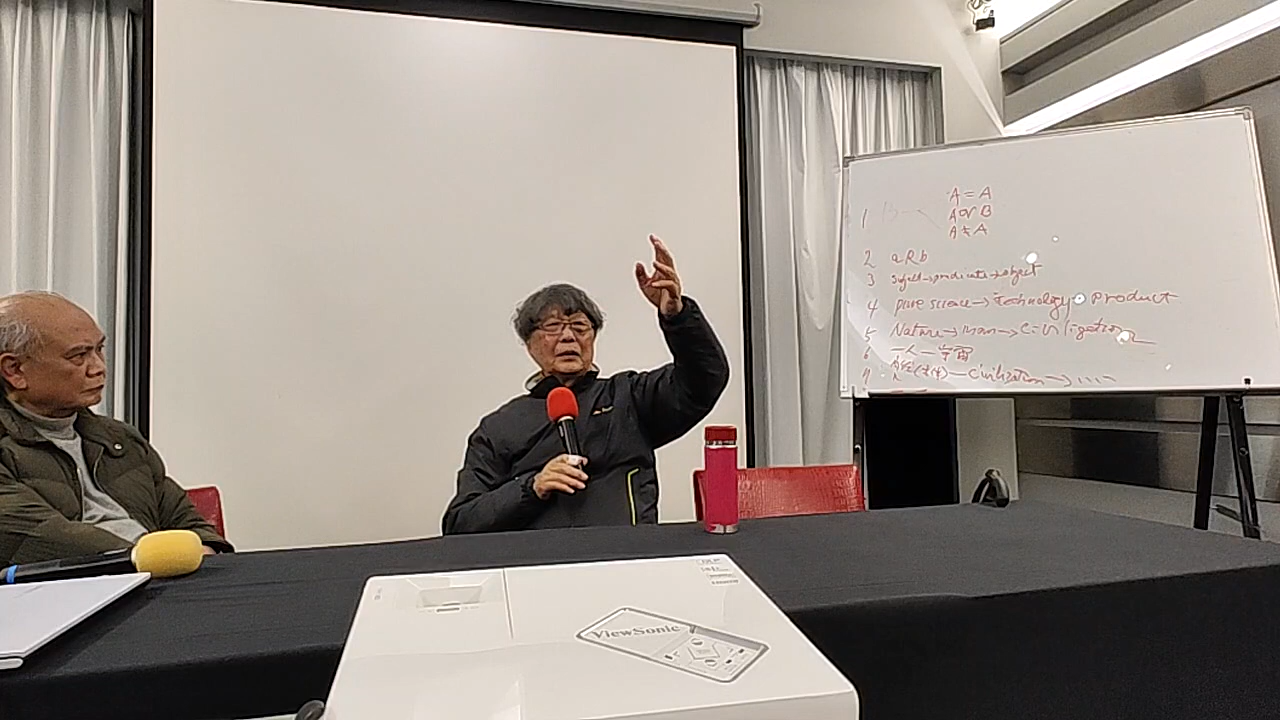 A = A
1 A or B
A ≠ A
2 aRb
3 subject→predicate→object
4 pure science→technology→product
5 Nature→man→Civilization
6 一人一宇宙
7 Civilization→....
ViewSonic